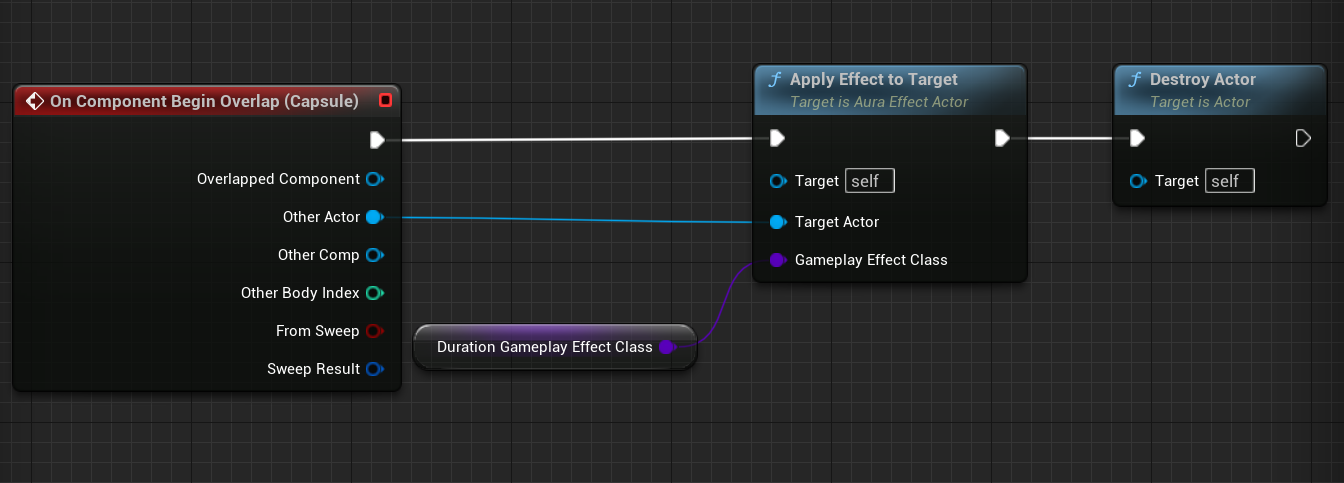 On Component Begin Overlap (Capsule)
Overlapped Component
Other Actor
Other Comp
Other Body Index
From Sweep
Sweep Result
Duration Gameplay Effect Class
Apply Effect to Target
Target is Aura Effect Actor
Target self
Target Actor
Gameplay Effect Class
Destroy Actor
Target is Actor
Target self